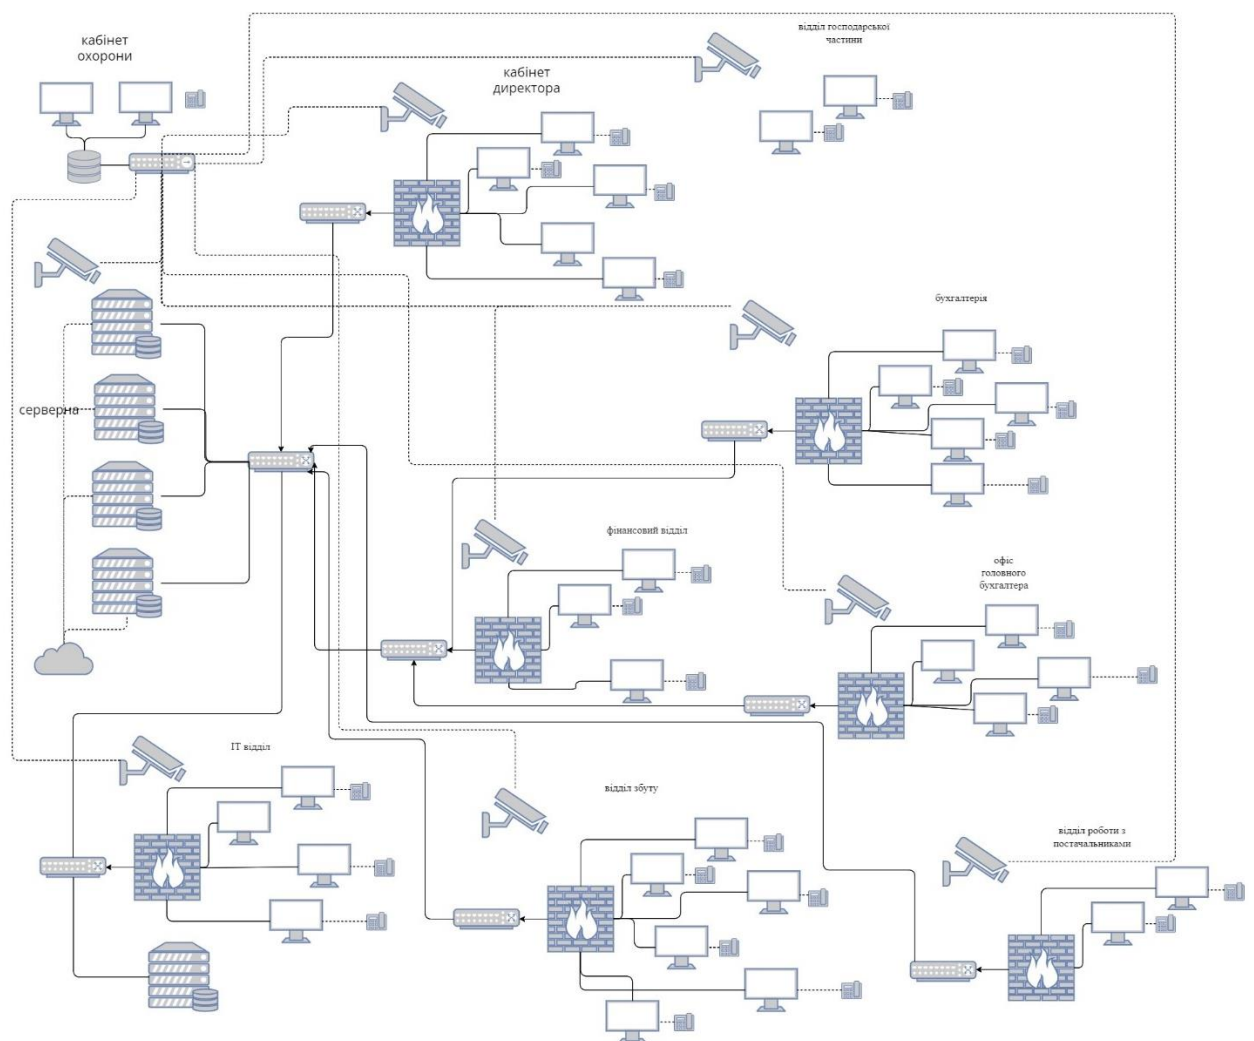 відділ господарської
частини
кабінет
охорони
кабінет
директора
бухгалтерія
серверна
фінансовий відділ
офіс
головного
бухгалтера
ІТ відділ
відділ збуту
відділ роботи з
постачальниками